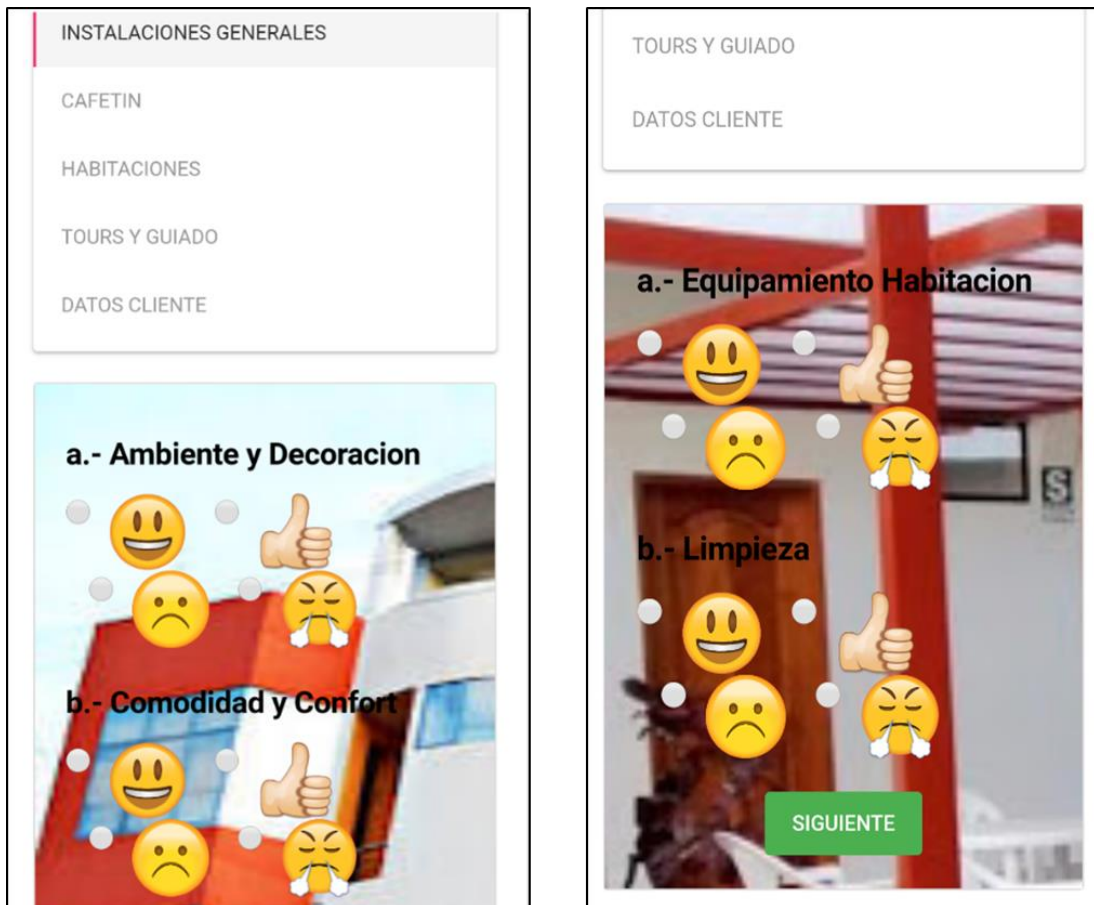 INSTALACIONES GENERALES
CAFETIN
HABITACIONES
TOURS Y GUIADO
DATOS CLIENTE
a.- Ambiente y Decoracion
b.- Comodidad y Confort
TOURS Y GUIADO
DATOS CLIENTE
a.- Equipamiento Habitacion
S
b.- Limpieza
SIGUIENTE